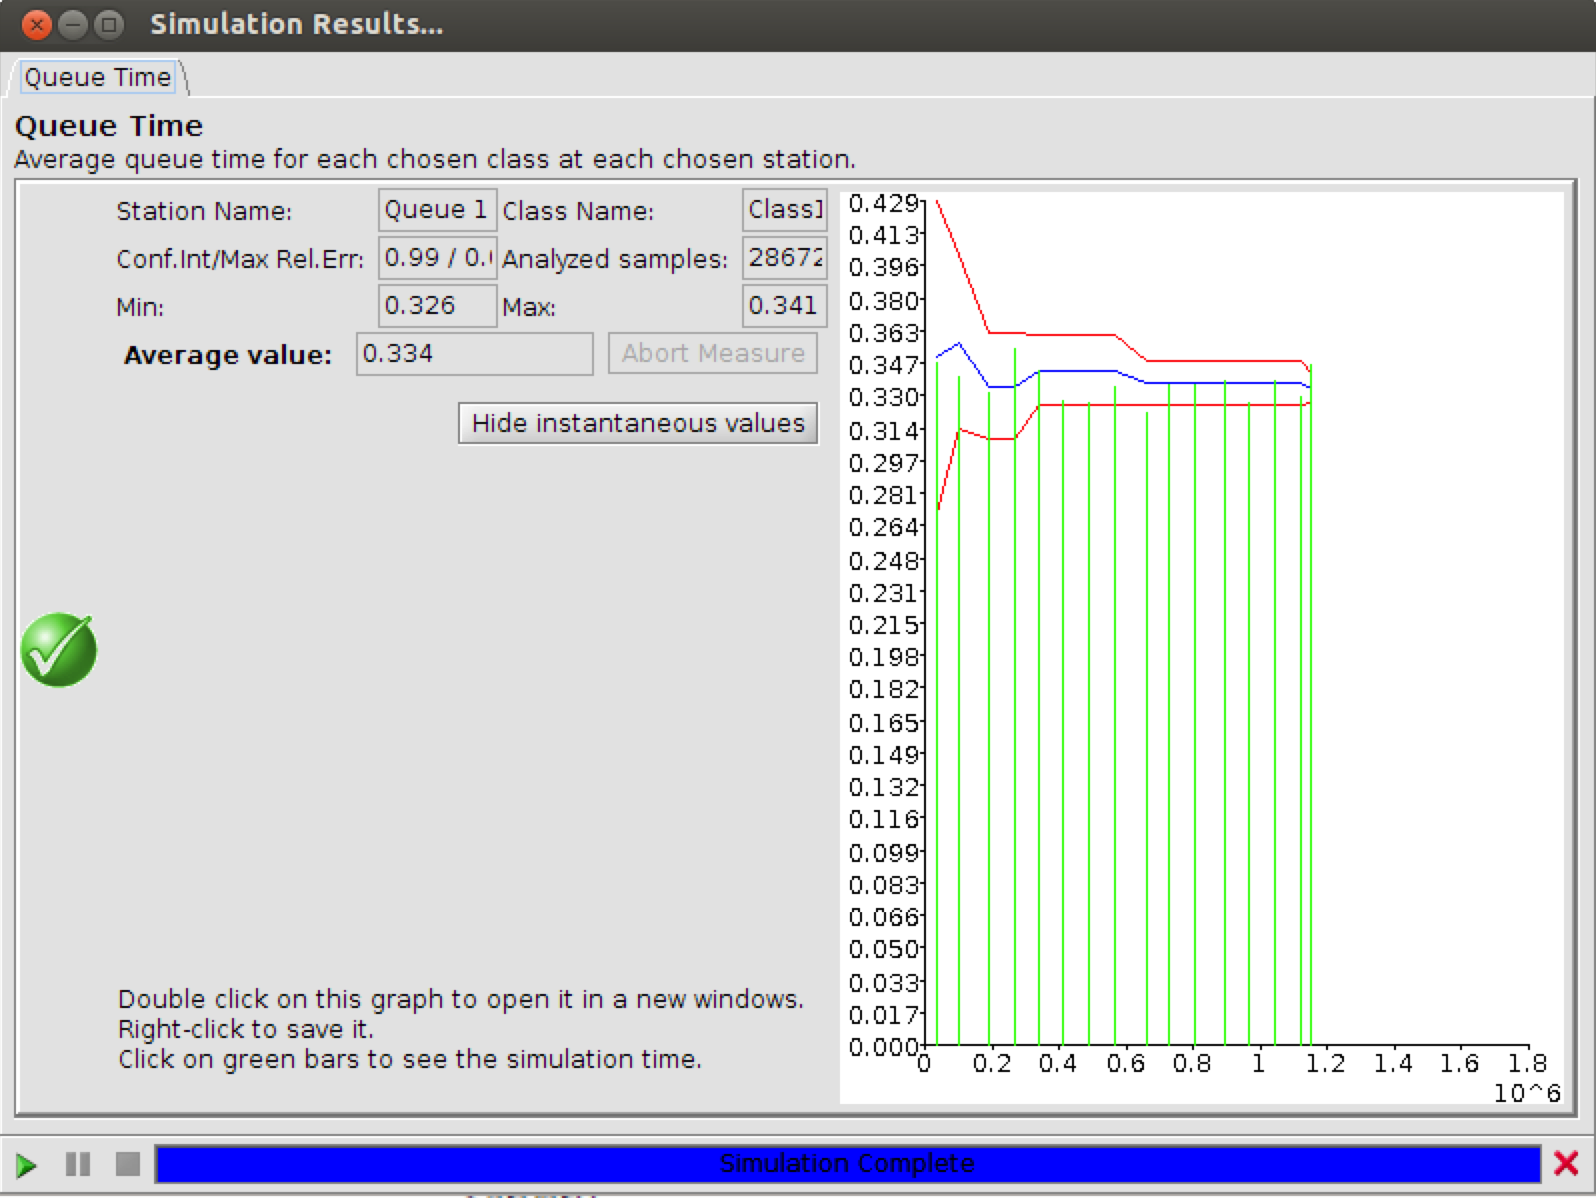 Simulation Results...
Queue Time
Queue Time
Average queue time for each chosen class at each chosen station.
Station Name: Queue 1 Class Name: Class1
Conf.Int/Max Rel.Err: 0.99 / 0. Analyzed samples: 28672
Min: 0.326 Max: 0.341
Average value: 0.334 Abort Measure
Hide instantaneous values
Double click on this graph to open it in a new windows.
Right-click to save it.
Click on green bars to see the simulation time.
0.429
0.413
0.396
0.380
0.363
0.347
0.330
0.314
0.297
0.281
0.264
0.248
0.231
0.215
0.198
0.182
0.165
0.149
0.132
0.116
0.099
0.083
0.066
0.050
0.033
0.017
0.000
0 0.2 0.4 0.6 0.8 1 1.2 1.4 1.6 1.8
10^6
Simulation Complete